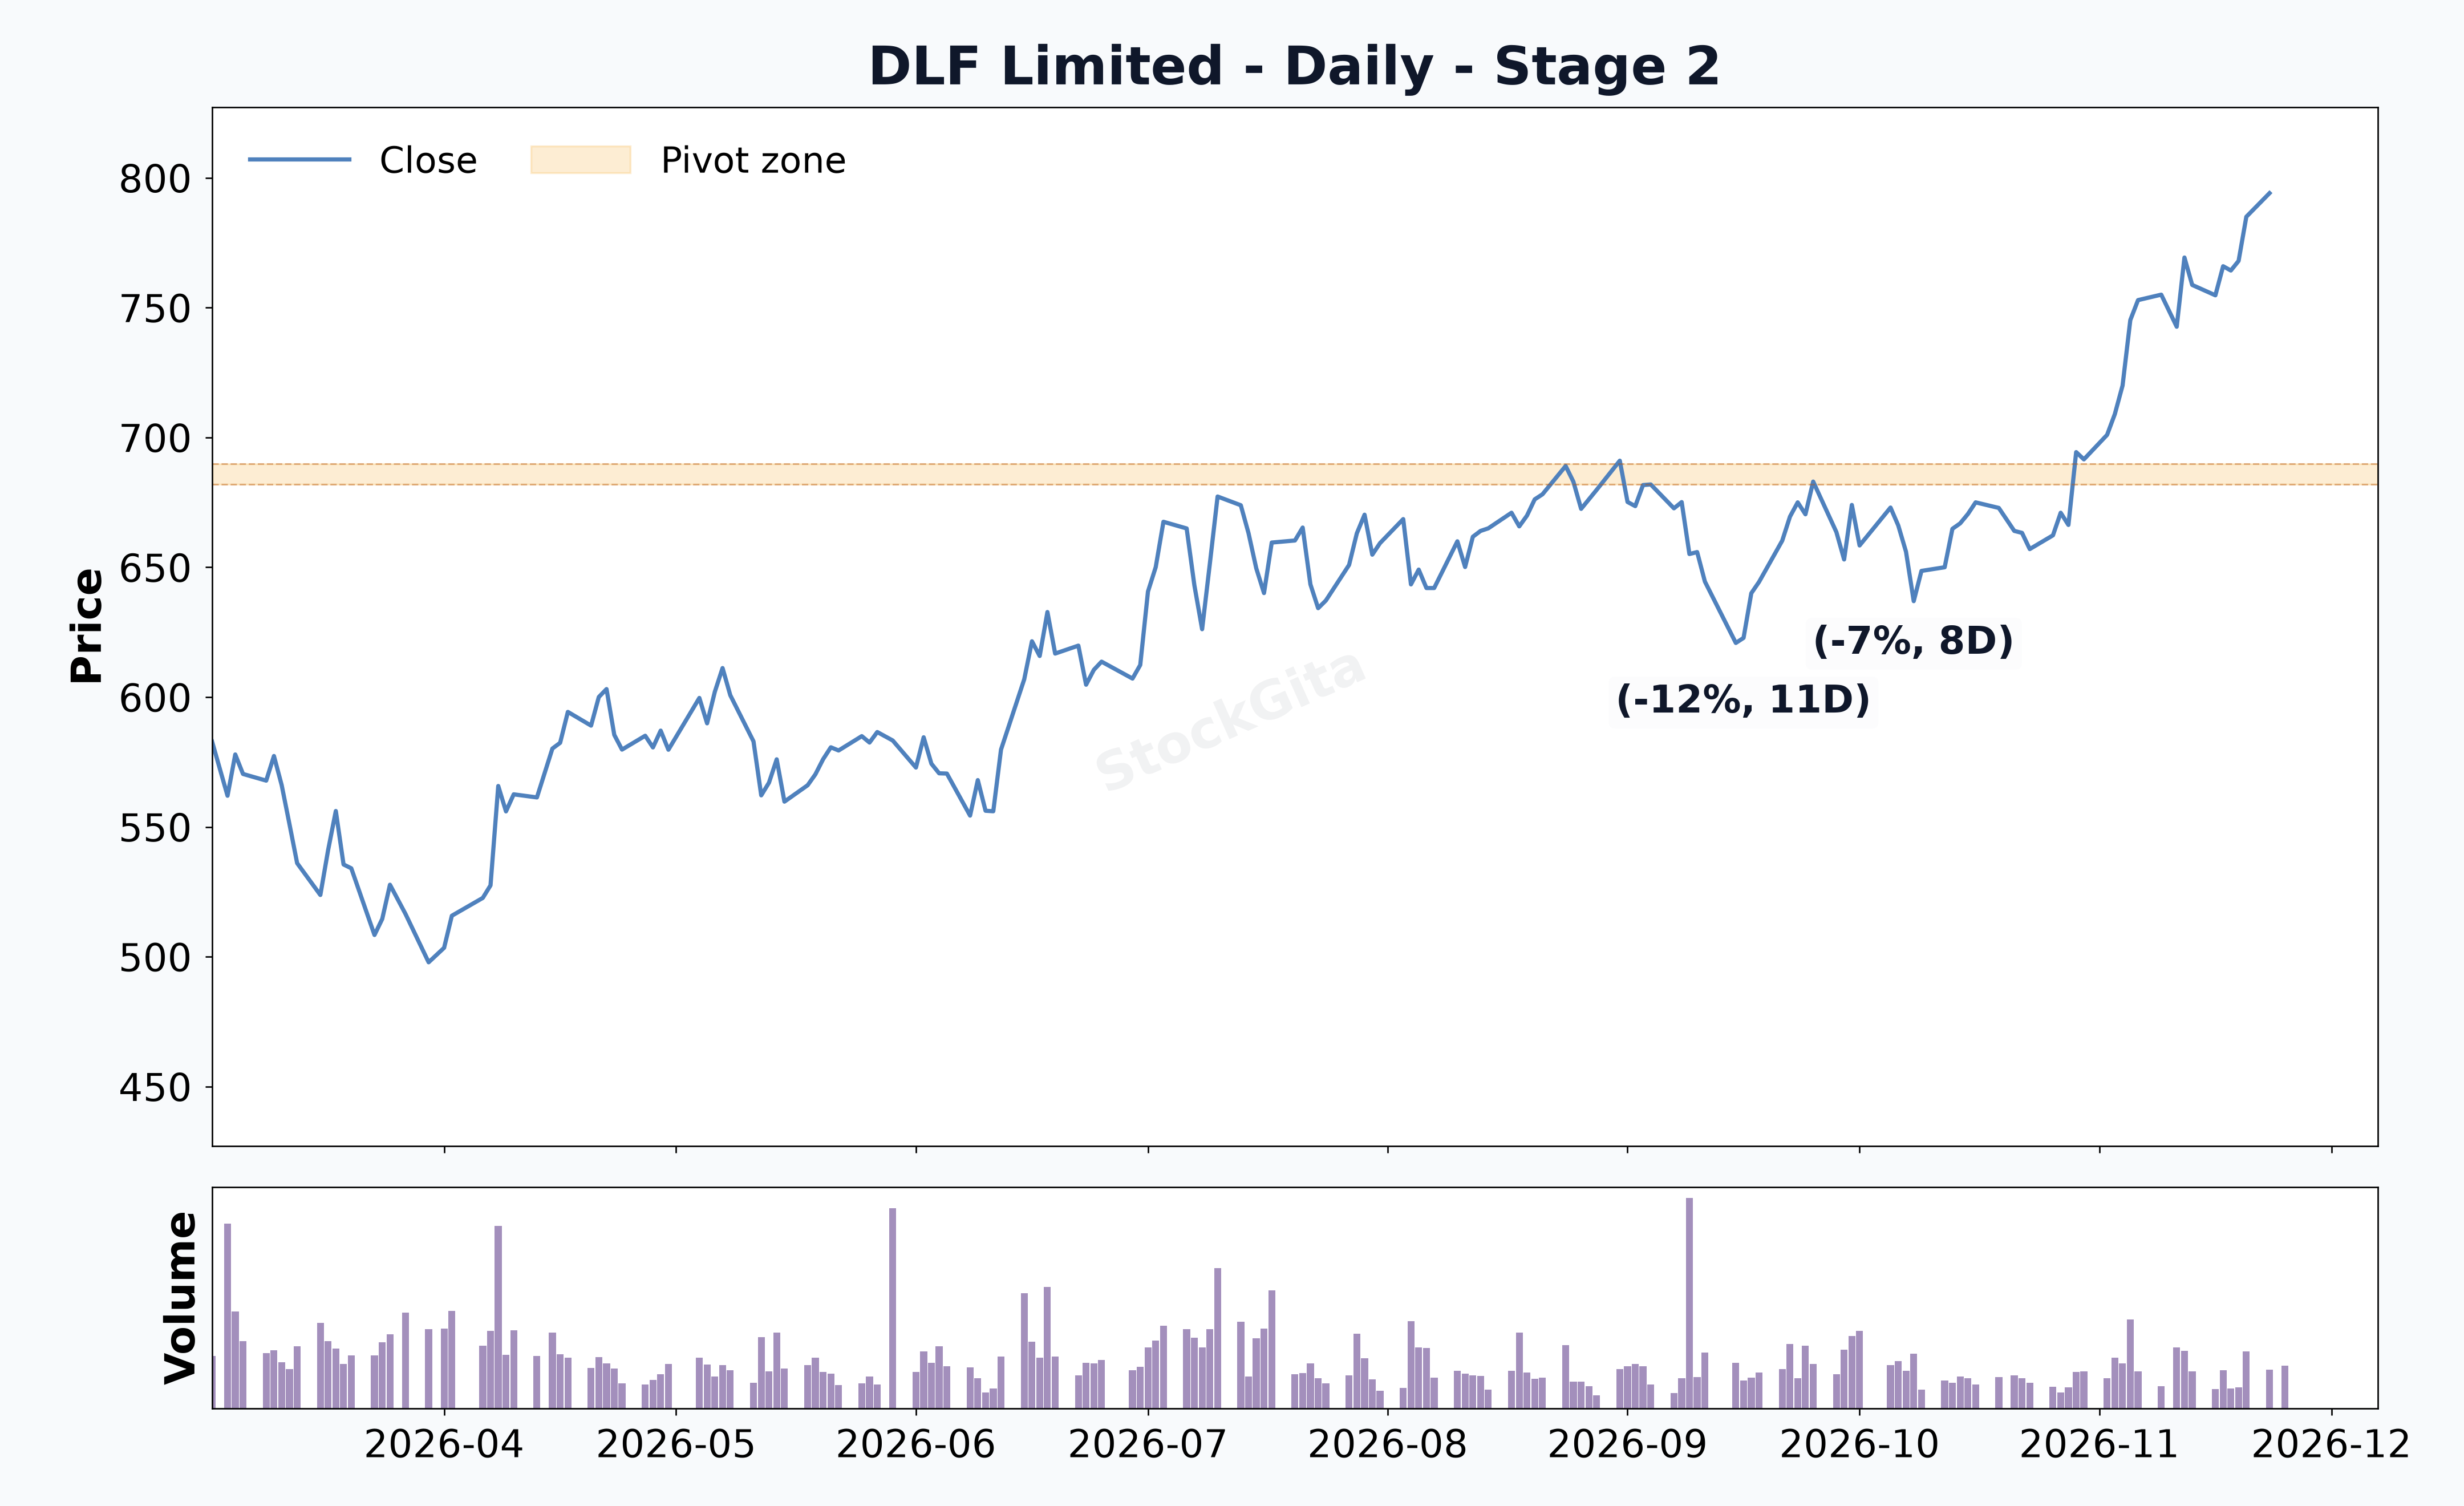 DLF Limited - Daily - Stage 2
Close
Pivot zone
800
750
700
650
600
550
500
450
Price
(-7%, 8D)
(-12%, 11D)
StockGita
Volume
2026-04
2026-05
2026-06
2026-07
2026-08
2026-09
2026-10
2026-11
2026-12